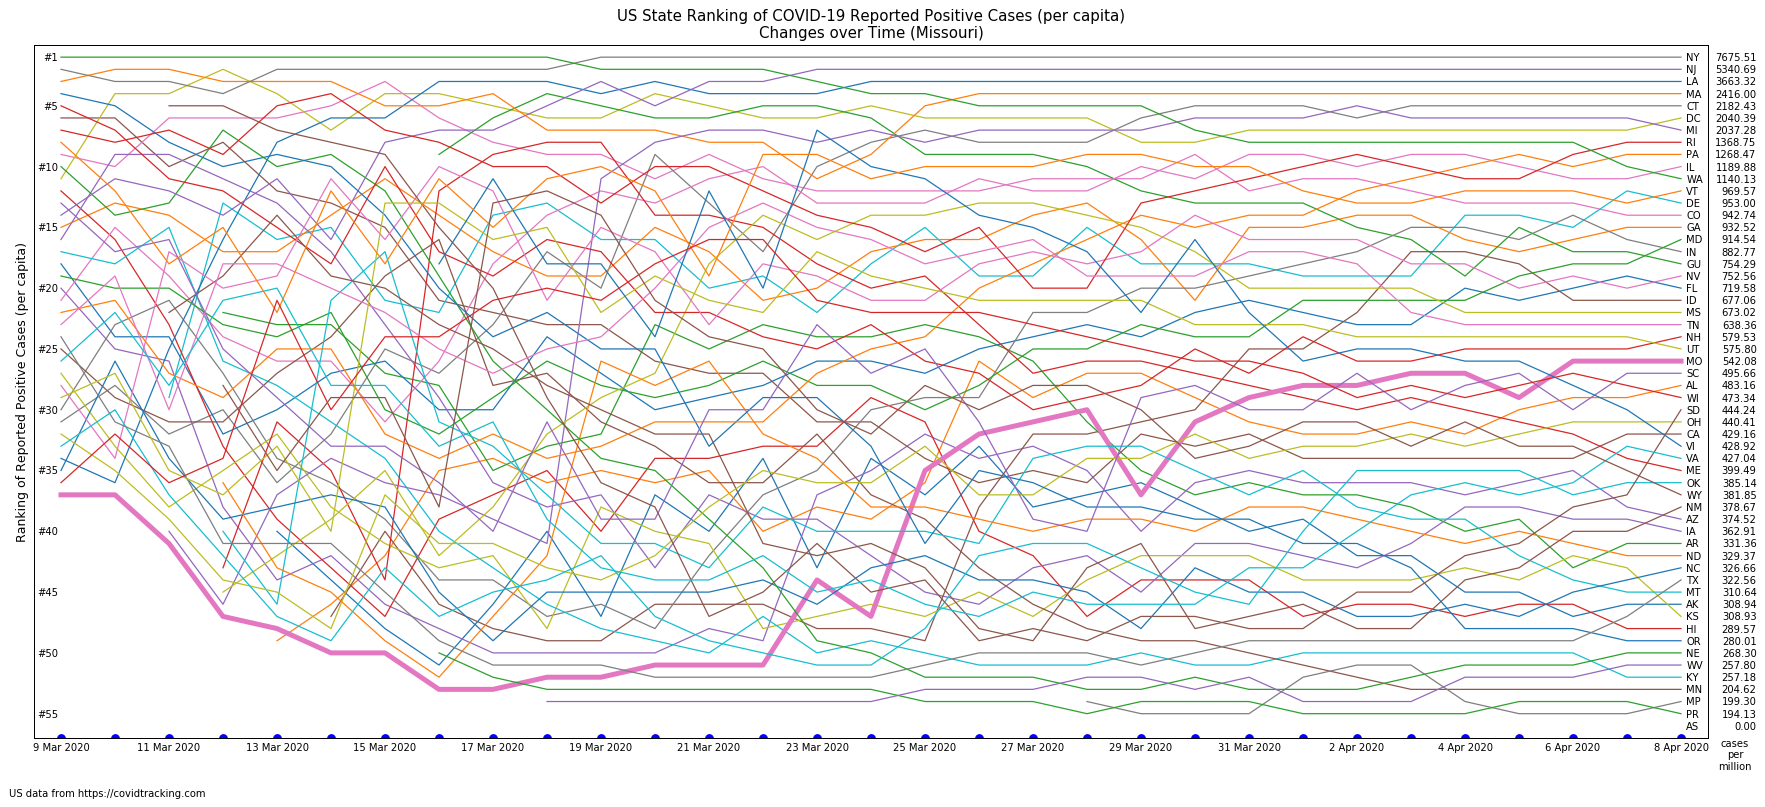 US State Ranking of COVID-19 Reported Positive Cases (per capita)
Changes over Time (Missouri)
Ranking of Reported Positive Cases (per capita)
#1
#5
#10
#15
#20
#25
#30
#35
#40
#45
#50
#55
NY 7675.51
NJ 5340.69
LA 3663.32
MA 2416.00
CT 2182.43
DC 2040.39
MI 2037.28
RI 1368.75
PA 1268.47
IL 1189.88
WA 1140.13
VT 969.57
DE 953.00
CO 942.74
GA 932.52
MD 914.54
IN 882.77
GU 754.29
NV 752.56
FL 719.58
ID 677.06
MS 673.02
TN 638.36
NH 579.53
UT 575.80
MO 542.08
SC 495.66
AL 483.16
WI 473.34
SD 444.24
OH 440.41
CA 429.16
VI 428.92
VA 427.04
ME 399.49
OK 385.14
WY 381.85
NM 378.67
AZ 374.52
IA 362.91
AR 331.36
ND 329.37
NC 326.66
TX 322.56
MT 310.64
AK 308.94
KS 308.93
HI 289.57
OR 280.01
NE 268.30
WV 257.80
KY 257.18
MN 204.62
MP 199.30
PR 194.13
AS 0.00
9 Mar 2020 11 Mar 2020 13 Mar 2020 15 Mar 2020 17 Mar 2020 19 Mar 2020 21 Mar 2020 23 Mar 2020 25 Mar 2020 27 Mar 2020 29 Mar 2020 31 Mar 2020 2 Apr 2020 4 Apr 2020 6 Apr 2020 8 Apr 2020
cases
per
million
US data from https://covidtracking.com